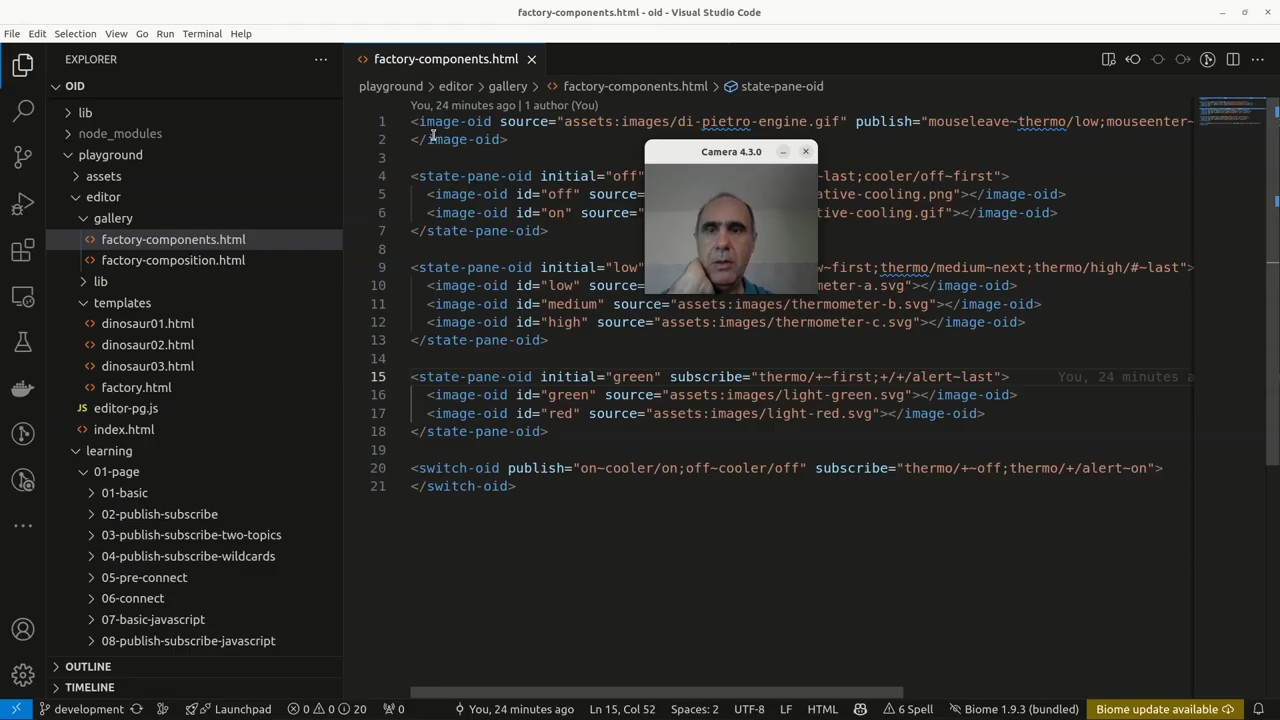 factory-components.html - oid - Visual Studio Code
File Edit Selection View Go Run Terminal Help
EXPLORER
OID
lib
node_modules
playground
assets
editor
gallery
factory-components.html
factory-composition.html
lib
templates
dinosaur01.html
dinosaur02.html
dinosaur03.html
factory.html
editor-pg.js
index.html
learning
01-page
01-basic
02-publish-subscribe
03-publish-subscribe-two-topics
04-publish-subscribe-wildcards
05-pre-connect
06-connect
07-basic-javascript
08-publish-subscribe-javascript
OUTLINE
TIMELINE
factory-components.html
playground > editor > gallery > factory-components.html > state-pane-oid
You, 24 minutes ago | 1 author (You)
1 <image-oid source="assets:images/di-pietro-engine.gif" publish="mouseleave~thermo/low;mouseenter~
2 </image-oid>
3
4 <state-pane-oid initial="off" ~last;cooler/off~first">
5 <image-oid id="off" source= ative-cooling.png"></image-oid>
6 <image-oid id="on" source=" tive-cooling.gif"></image-oid>
7 </state-pane-oid>
8
9 <state-pane-oid initial="low" ~first;thermo/medium~next;thermo/high/#~last">
10 <image-oid id="low" source= meter-a.svg"></image-oid>
11 <image-oid id="medium" source="assets:images/thermometer-b.svg"></image-oid>
12 <image-oid id="high" source="assets:images/thermometer-c.svg"></image-oid>
13 </state-pane-oid>
14
15 <state-pane-oid initial="green" subscribe="thermo/+~first;+/+/alert~last"> You, 24 minutes a
16 <image-oid id="green" source="assets:images/light-green.svg"></image-oid>
17 <image-oid id="red" source="assets:images/light-red.svg"></image-oid>
18 </state-pane-oid>
19
20 <switch-oid publish="on~cooler/on;off~cooler/off" subscribe="thermo/+~off;thermo/+/alert~on">
21 </switch-oid>
Camera 4.3.0
development Launchpad 0 0 20 0 You, 24 minutes ago Ln 15, Col 52 Spaces: 2 UTF-8 LF HTML 6 Spell Biome 1.9.3 (bundled) Biome update available